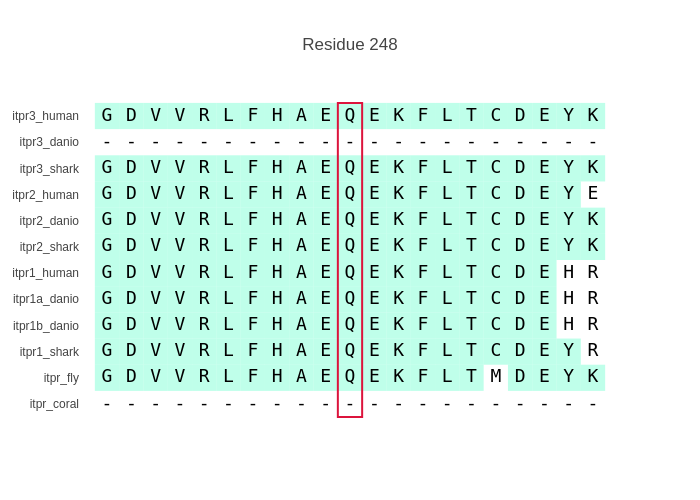 Residue 248
itpr3_human G D V V R L F H A E Q E K F L T C D E Y K
itpr3_danio - - - - - - - - - - - - - - - - - - - - -
itpr3_shark G D V V R L F H A E Q E K F L T C D E Y K
itpr2_human G D V V R L F H A E Q E K F L T C D E Y E
itpr2_danio G D V V R L F H A E Q E K F L T C D E Y K
itpr2_shark G D V V R L F H A E Q E K F L T C D E Y K
itpr1_human G D V V R L F H A E Q E K F L T C D E H R
itpr1a_danio G D V V R L F H A E Q E K F L T C D E H R
itpr1b_danio G D V V R L F H A E Q E K F L T C D E H R
itpr1_shark G D V V R L F H A E Q E K F L T C D E Y R
itpr_fly G D V V R L F H A E Q E K F L T M D E Y K
itpr_coral - - - - - - - - - - - - - - - - - - - - -